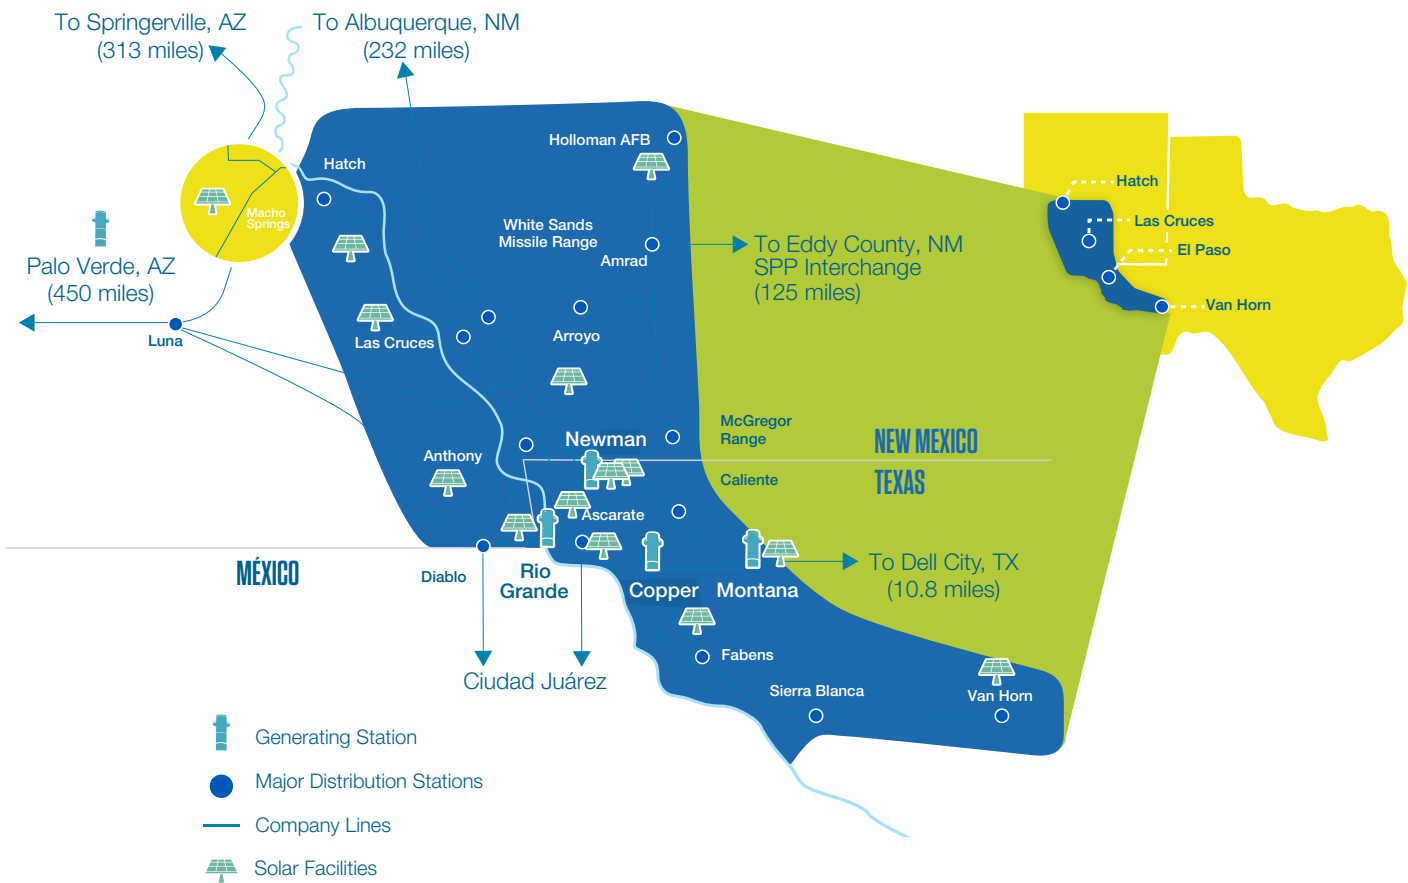 To Springerville, AZ
(313 miles)
To Albuquerque, NM
(232 miles)
Holloman AFB
Hatch
Macho
Springs
White Sands
Missile Range
Amrad
To Eddy County, NM
SPP Interchange
(125 miles)
Palo Verde, AZ
(450 miles)
Luna
Las Cruces
Arroyo
Hatch
Las Cruces
El Paso
Van Horn
McGregor
Range
NEW MEXICO
TEXAS
Caliente
Newman
Anthony
Ascarate
MÉXICO
Diablo
Rio
Grande
Copper
Montana
To Dell City, TX
(10.8 miles)
Fabens
Ciudad Juárez
Sierra Blanca
Van Horn
Generating Station
Major Distribution Stations
Company Lines
Solar Facilities